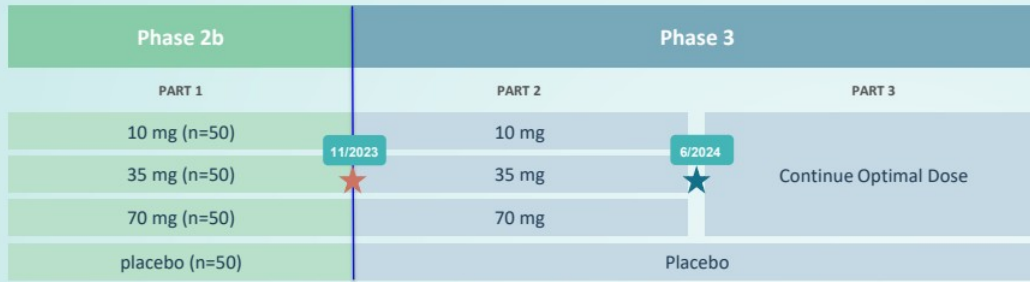 Phase 2b
Phase 3
PART 1
PART 2
PART 3
10 mg (n=50)
10 mg
11/2023
6/2024
35 mg (n=50)
35 mg
Continue Optimal Dose
70 mg (n=50)
70 mg
placebo (n=50)
Placebo